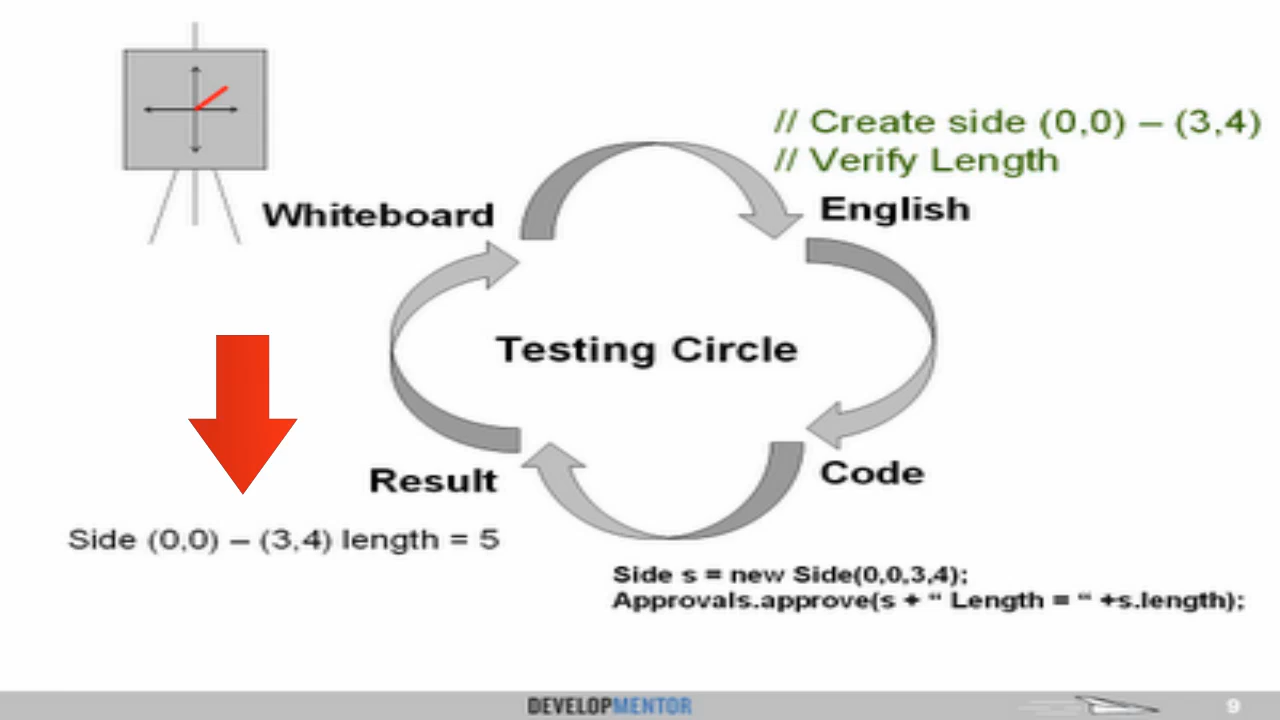 // Create side (0,0) – (3,4)
// Verify Length
Whiteboard
English
Testing Circle
Result
Code
Side (0,0) – (3,4) length = 5
Side s = new Side(0,0,3,4);
Approvals.approve(s + “ Length = “ +s.length);
DEVELOPMENTOR
9